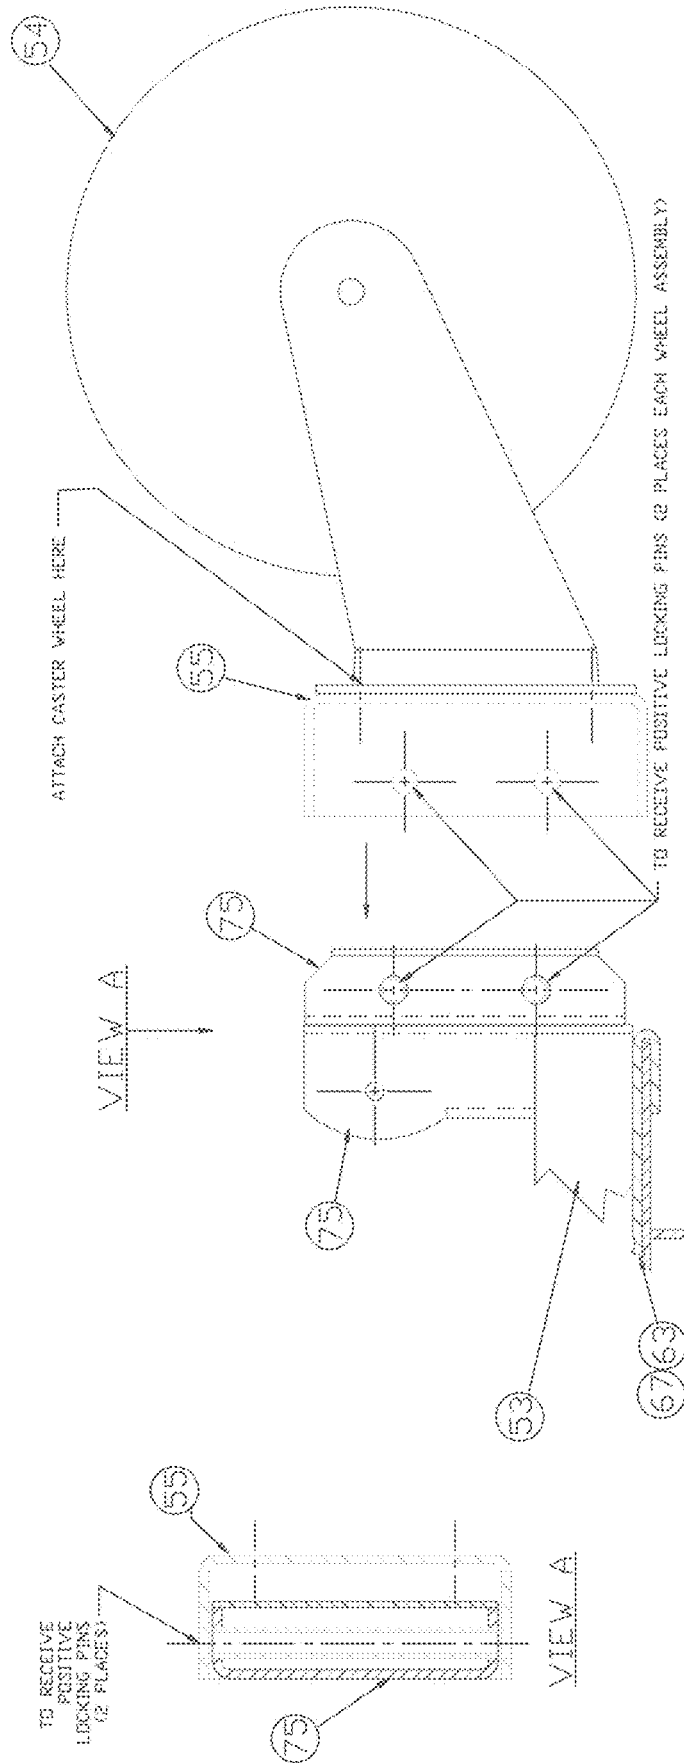 TO RECEIVE
POSITIVE
LOCKING PINS
(2 PLACES)
55
75
VIEW A
VIEW A
75
75
53
67
63
ATTACH CASTER WHEEL HERE
55
54
TO RECEIVE POSITIVE LOCKING PINS (2 PLACES EACH WHEEL ASSEMBLY)